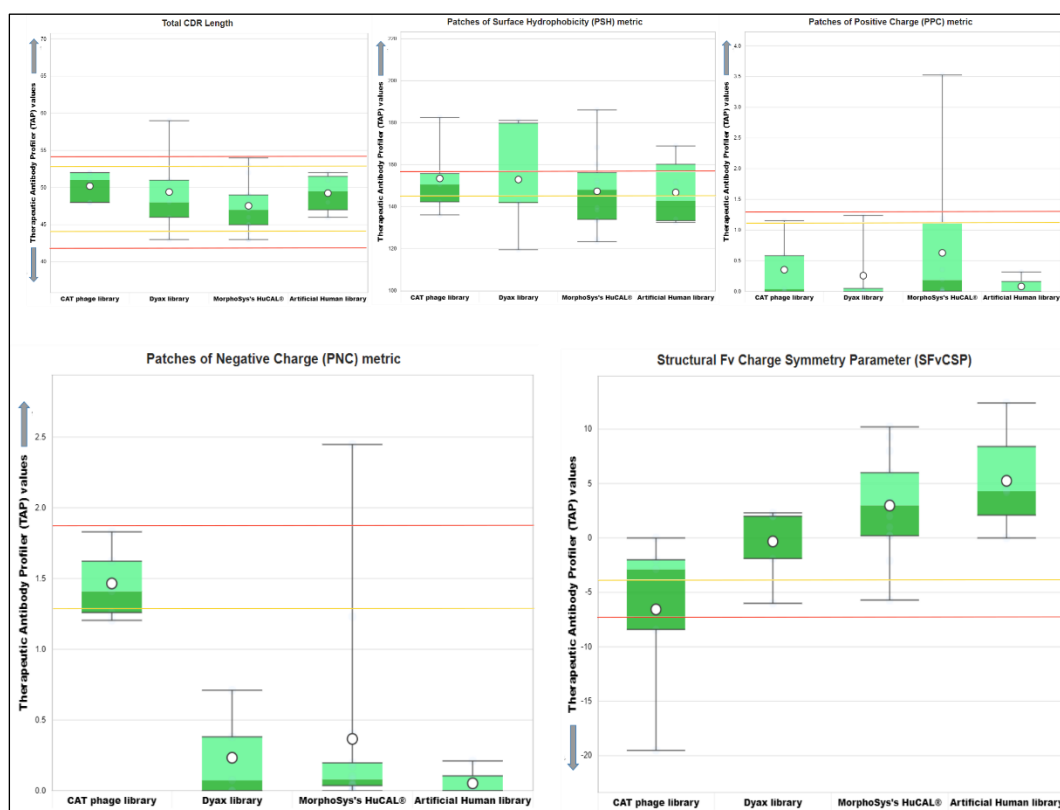 Total CDR Length
Therapeutic Antibody Profiler (TAP) values
70
65
60
55
50
45
40
CAT phage library
Dyax library
MorphoSys's HuCAL®
Artificial Human library
Patches of Surface Hydrophobicity (PSH) metric
Therapeutic Antibody Profiler (TAP) values
220
200
180
160
140
120
100
CAT phage library
Dyax library
MorphoSys's HuCAL®
Artificial Human library
Patches of Positive Charge (PPC) metric
Therapeutic Antibody Profiler (TAP) values
4.0
3.5
3.0
2.5
2.0
1.5
1.0
0.5
0.0
CAT phage library
Dyax library
MorphoSys's HuCAL®
Artificial Human library
Patches of Negative Charge (PNC) metric
Therapeutic Antibody Profiler (TAP) values
2.5
2.0
1.5
1.0
0.5
0.0
CAT phage library
Dyax library
MorphoSys's HuCAL®
Artificial Human library
Structural Fv Charge Symmetry Parameter (SFvCSP)
Therapeutic Antibody Profiler (TAP) values
10
5
0
-5
-10
-15
-20
CAT phage library
Dyax library
MorphoSys's HuCAL®
Artificial Human library